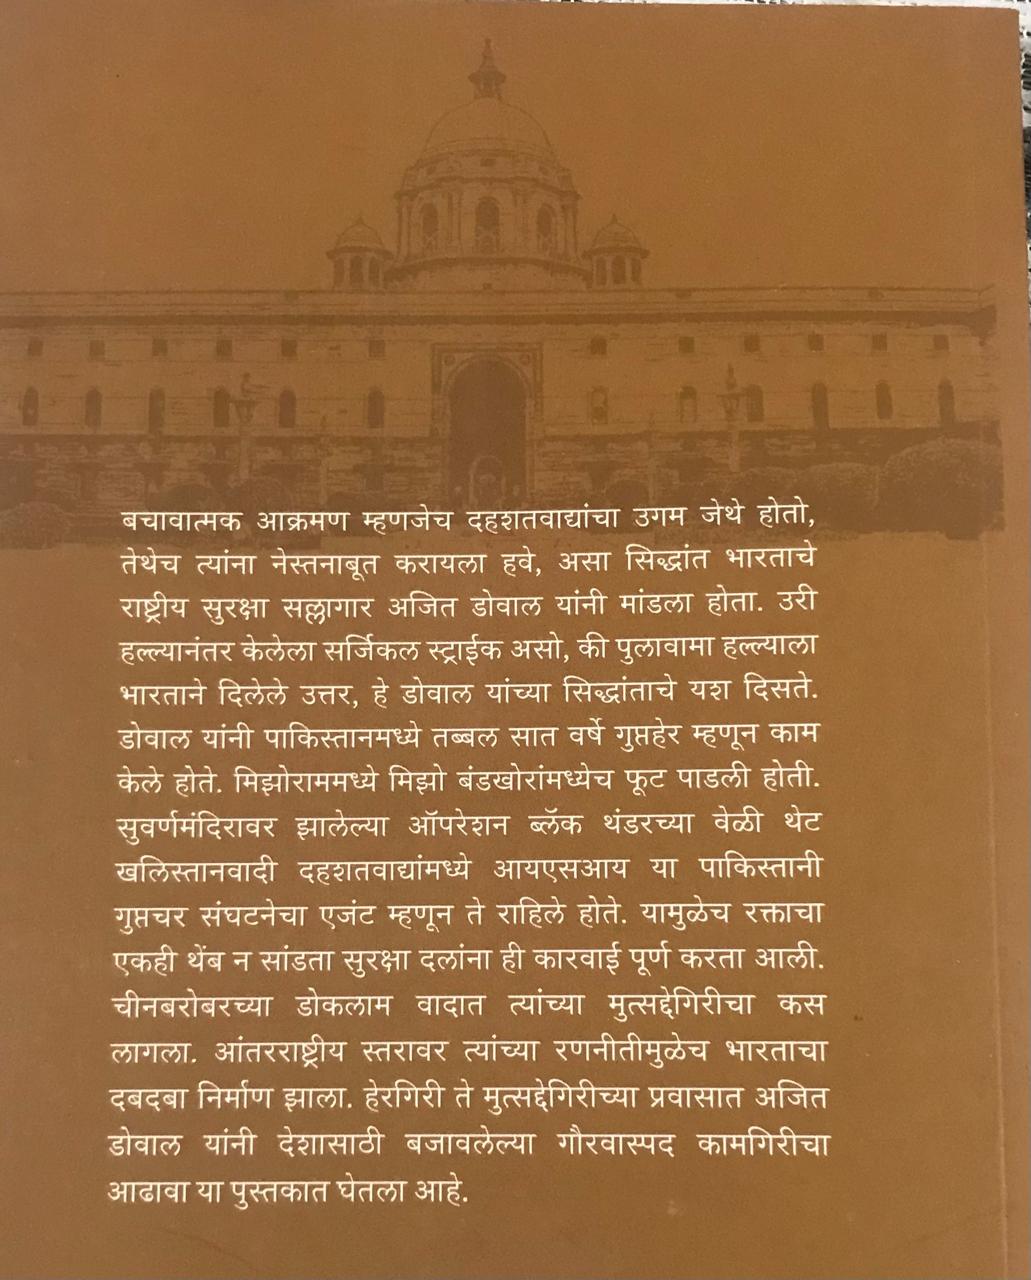 बचावात्मक आक्रमण म्हणजेच दहशतवाद्यांचा उगम जेथे होतो,
तेथेच त्यांना नेस्तनाबूत करायला हवे, असा सिद्धांत भारताचे
राष्ट्रीय सुरक्षा सल्लागार अजित डोवाल यांनी मांडला होता. उरी
हल्ल्यानंतर केलेला सर्जिकल स्ट्राईक असो, की पुलावामा हल्ल्याला
भारताने दिलेले उत्तर, हे डोवाल यांच्या सिद्धांताचे यश दिसते.
डोवाल यांनी पाकिस्तानमध्ये तब्बल सात वर्षे गुप्तहेर म्हणून काम
केले होते. मिझोराममध्ये मिझो बंडखोरांमध्येच फूट पाडली होती.
सुवर्णमंदिरावर झालेल्या ऑपरेशन ब्लॅक थंडरच्या वेळी थेट
खलिस्तानवादी दहशतवाद्यांमध्ये आयएसआय या पाकिस्तानी
गुप्तचर संघटनेचा एजंट म्हणून ते राहिले होते. यामुळेच रक्ताचा
एकही थेंब न सांडता सुरक्षा दलांना ही कारवाई पूर्ण करता आली.
चीनबरोबरच्या डोकलाम वादात त्यांच्या मुत्सद्देगिरीचा कस
लागला. आंतरराष्ट्रीय स्तरावर त्यांच्या रणनीतीमुळेच भारताचा
दबदबा निर्माण झाला. हेरगिरी ते मुत्सद्देगिरीच्या प्रवासात अजित
डोवाल यांनी देशासाठी बजावलेल्या गौरवास्पद कामगिरीचा
आढावा या पुस्तकात घेतला आहे.